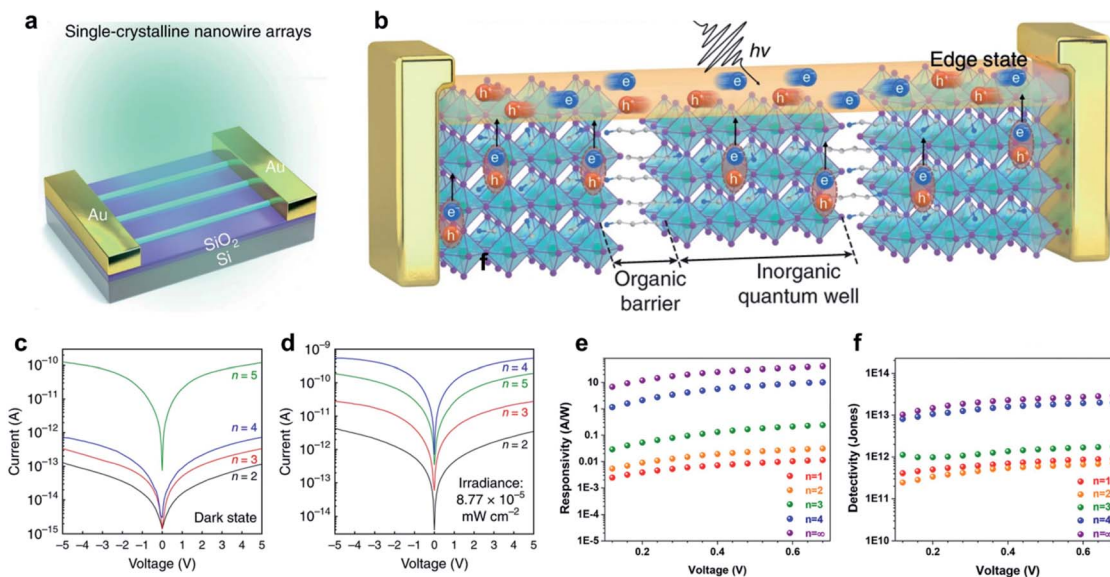 a
Single-crystalline nanowire arrays
Au
Au
SiO2
Si
b
hv
Edge state
e
e
e
e
e
e
e
e
h+
h+
h+
h+
h+
h+
h+
e
h+
e
h+
e
h+
e
h+
e
h+
e
h+
e
h+
f
Organic
barrier
Inorganic
quantum well
c
Current (A)
10−10
10−11
10−12
10−13
10−14
10−15
n = 5
n = 4
n = 3
n = 2
Dark state
−5 −4 −3 −2 −1 0 1 2 3 4 5
Voltage (V)
d
Current (A)
10−9
10−10
10−11
10−12
10−13
10−14
n = 4
n = 5
n = 3
n = 2
Irradiance:
8.77 × 10−5
mW cm−2
−5 −4 −3 −2 −1 0 1 2 3 4 5
Voltage (V)
e
Responsivity (A/W)
10
1
0.1
0.01
1E-3
1E-4
1E-5
n=1
n=2
n=3
n=4
n=∞
0.2 0.4 0.6
Voltage (V)
f
Detectivity (Jones)
1E14
1E13
1E12
1E11
1E10
n=1
n=2
n=3
n=4
n=∞
0.2 0.4 0.6
Voltage (V)